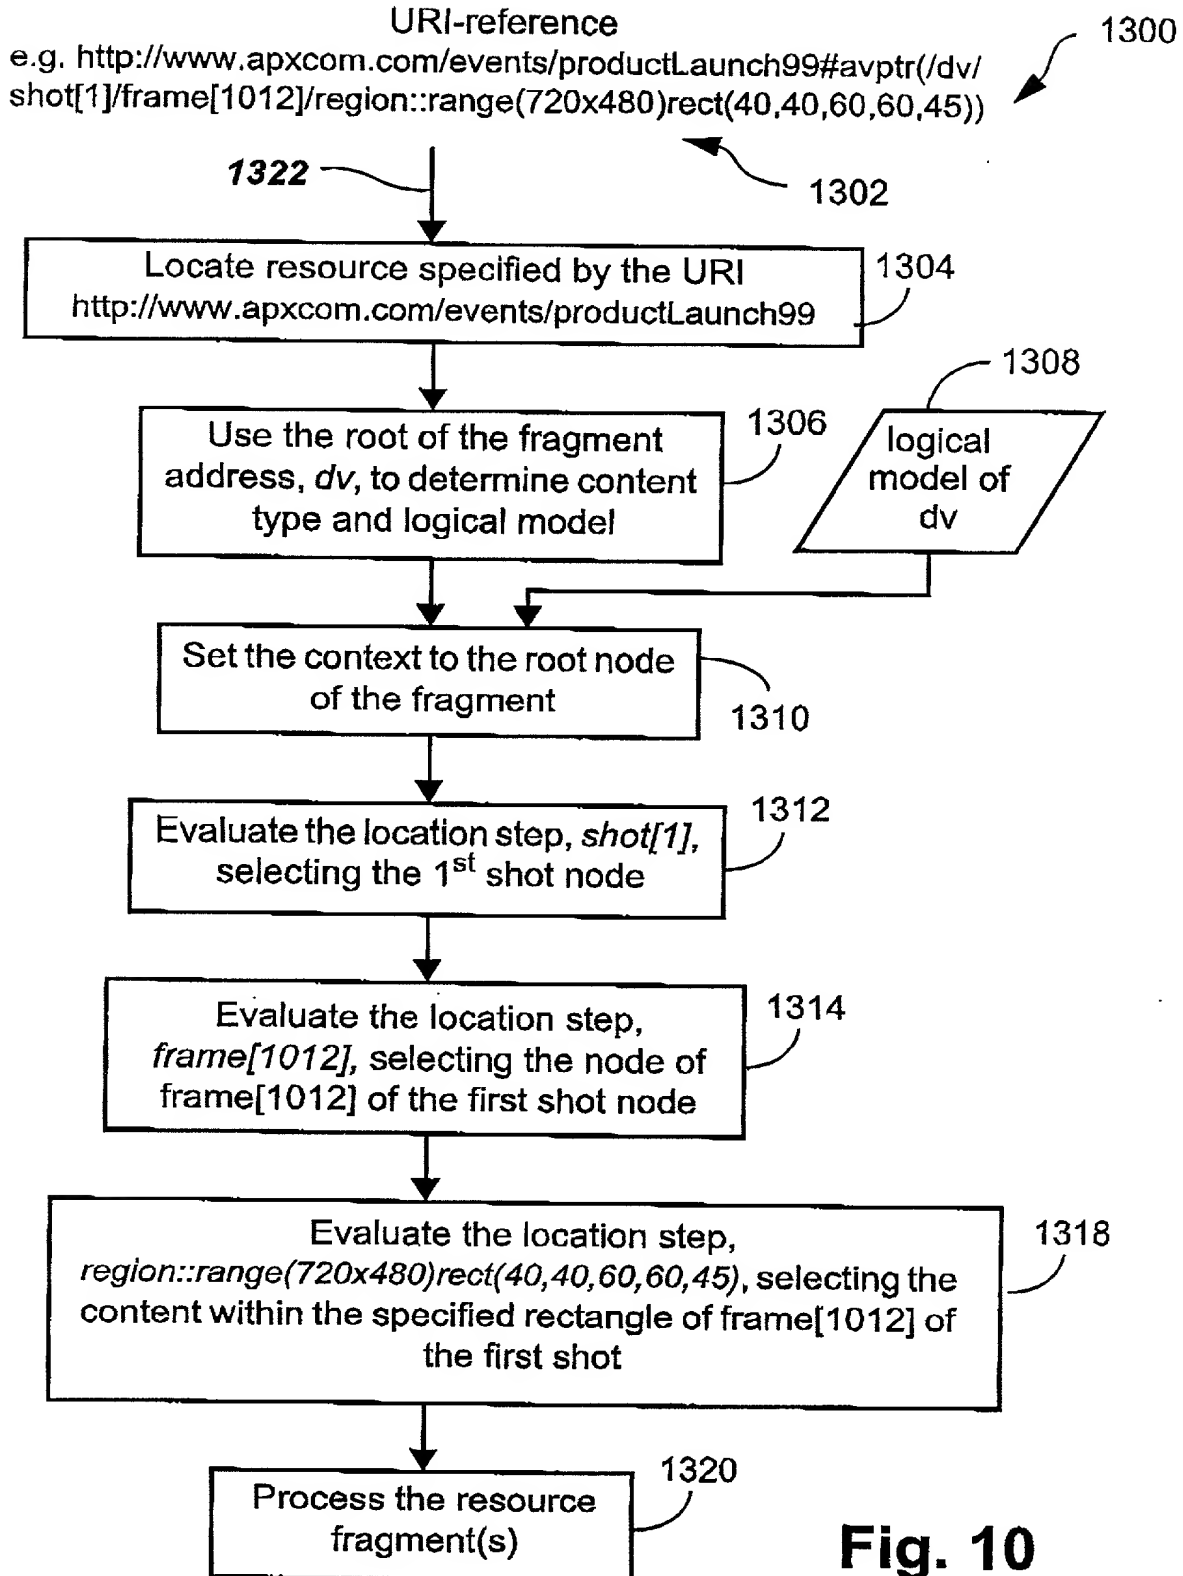 URI-reference
1300
e.g. http://www.apxcom.com/events/productLaunch99#avptr(/dv/
shot[1]/frame[1012]/region::range(720x480)rect(40,40,60,60,45))
1322
1302
Locate resource specified by the URI
http://www.apxcom.com/events/productLaunch99
1304
1308
Use the root of the fragment
address, dv, to determine content
type and logical model
1306
logical
model of
dv
Set the context to the root node
of the fragment
1310
Evaluate the location step, shot[1],
selecting the 1st shot node
1312
Evaluate the location step,
frame[1012], selecting the node of
frame[1012] of the first shot node
1314
Evaluate the location step,
region::range(720x480)rect(40,40,60,60,45), selecting the
content within the specified rectangle of frame[1012] of
the first shot
1318
Process the resource
fragment(s)
1320
Fig. 10